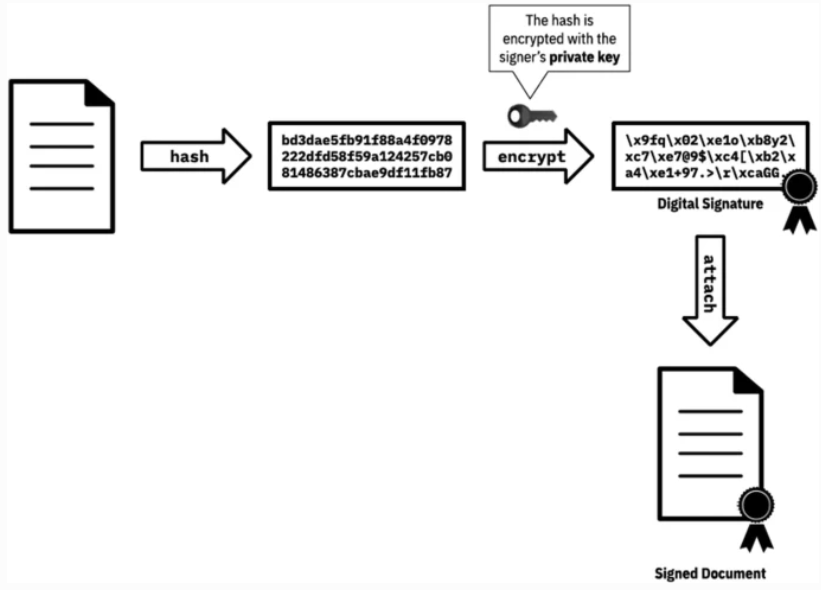 The hash is
encrypted with the
signer's private key
hash
bd3dae5fb91f88a4f0978
222dfd58f59a124257cb0
81486387cbae9df11fb87
encrypt
\x9fq\x02\xe1o\xb8y2\
xc7\xe7@9$\xc4[\xb2\x
a4\xe1+97.>\r\xcaGG.
Digital Signature
attach
Signed Document